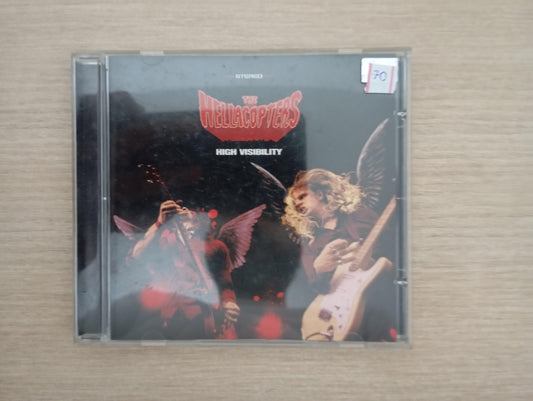 70
STEREO
THE
HELLACOPTERS
HIGH VISIBILITY